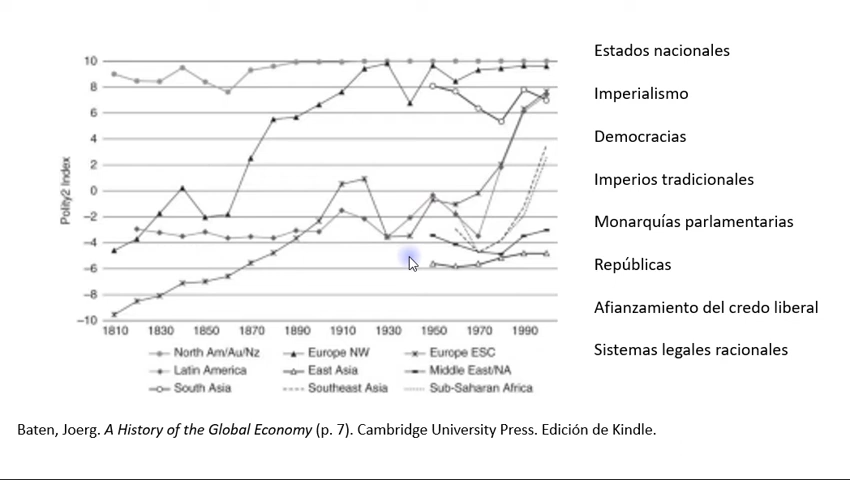 Estados nacionales
Imperialismo
Democracias
Imperios tradicionales
Monarquías parlamentarias
Repúblicas
Afianzamiento del credo liberal
Sistemas legales racionales
Polity2 Index
10
8
6
4
2
0
−2
−4
−6
−8
−10
1810 1830 1850 1870 1890 1910 1930 1950 1970 1990
North Am/Au/Nz Europe NW Europe ESC
Latin America East Asia Middle East/NA
South Asia Southeast Asia Sub-Saharan Africa
Baten, Joerg. A History of the Global Economy (p. 7). Cambridge University Press. Edición de Kindle.